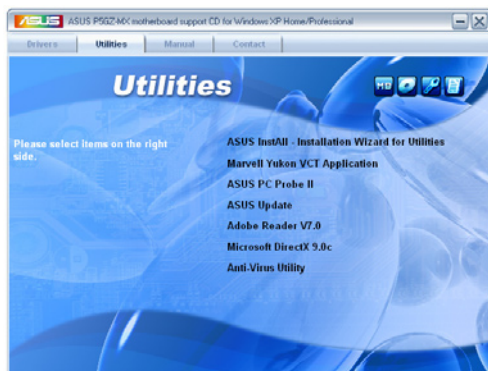 ASUS ASUS P5GZ-MX motherboard support CD for Windows XP Home/Professional
Drivers Utilities Manual Contact
Utilities
MB
Please select items on the right
side.
ASUS InstAll - Installation Wizard for Utilities
Marvell Yukon VCT Application
ASUS PC Probe II
ASUS Update
Adobe Reader V7.0
Microsoft DirectX 9.0c
Anti-Virus Utility